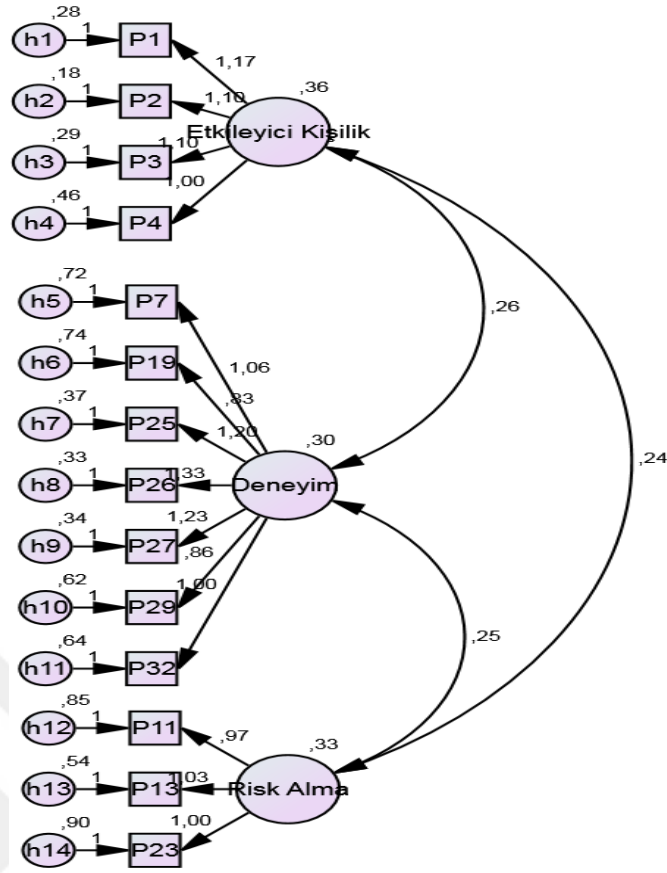 ,28
h1 1 P1
1,17
,18
h2 1 P2
1,10
,36
Etkileyici Kişilik
,29
h3 1 P3
1,10
,46
h4 1 P4
1,00
,72
h5 1 P7
1,06
,26
,74
h6 1 P19
,83
,37
h7 1 P25
1,20
,30
Deneyim
,33
h8 1 P26
1,33
,24
,34
h9 1 P27
1,23
,62
h10 1 P29
,86
,64
h11 1 P32
1,00
,25
,85
h12 1 P11
,97
,33
Risk Alma
,54
h13 1 P13
1,03
,90
h14 1 P23
1,00